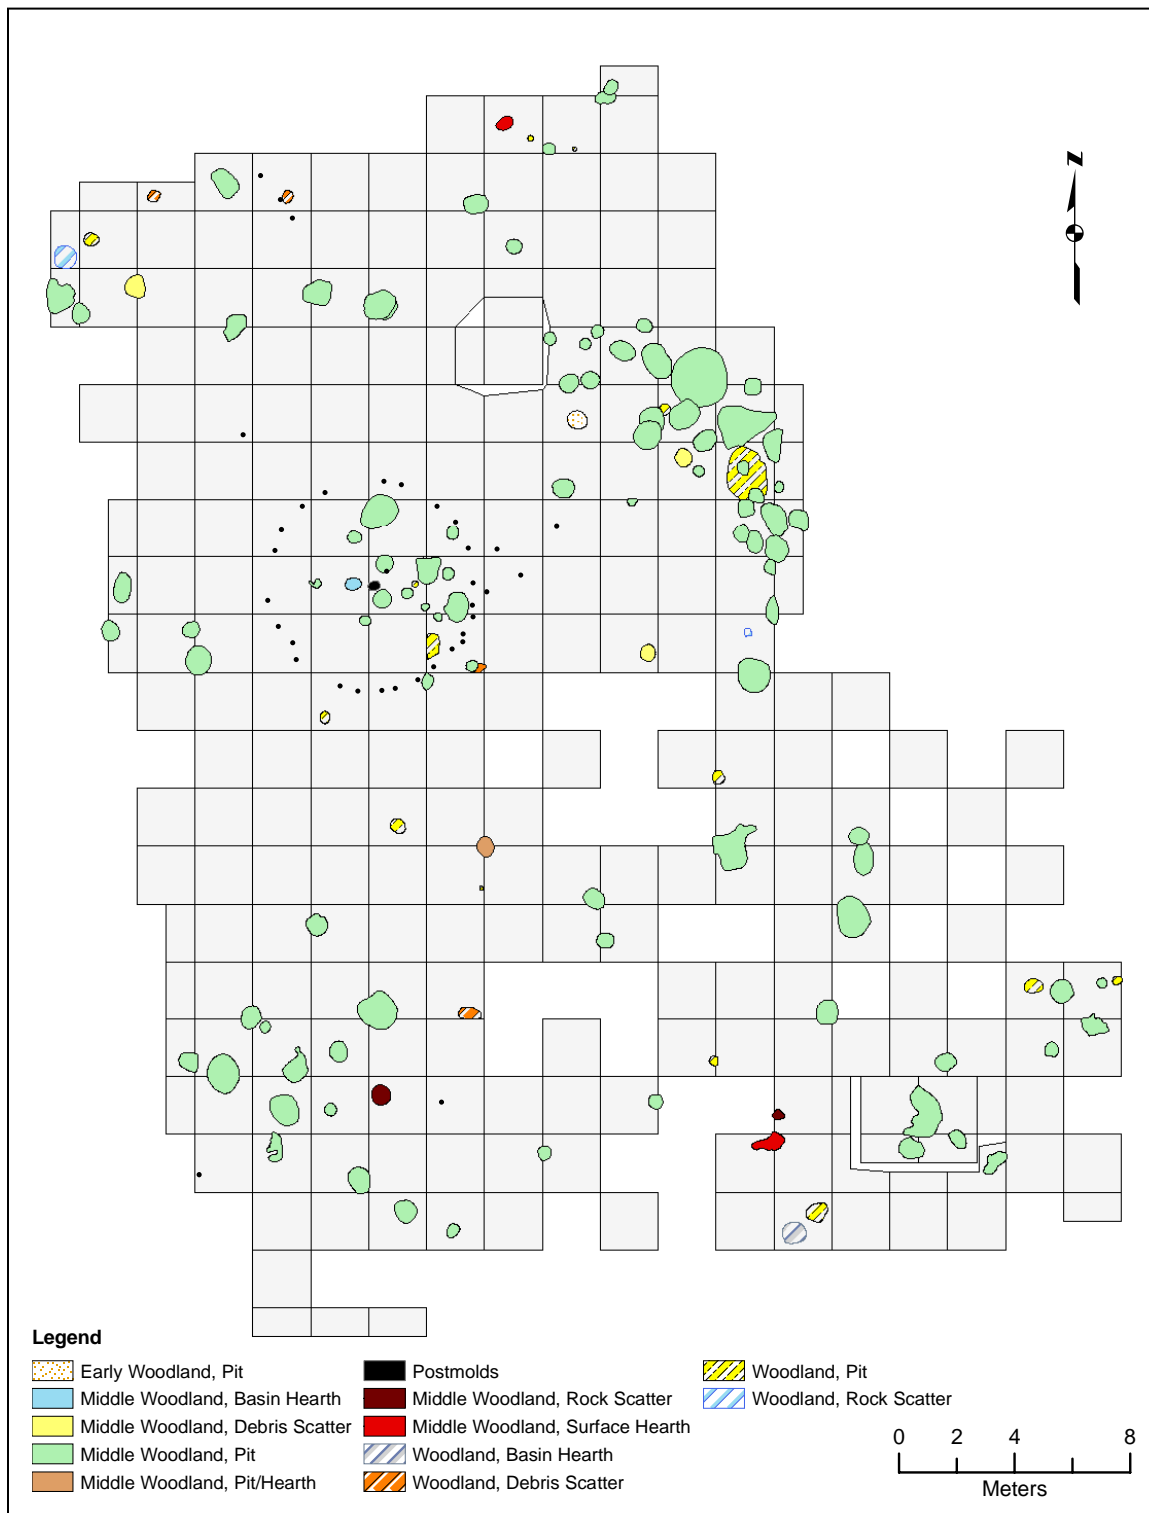 N
Legend
Early Woodland, Pit
Middle Woodland, Basin Hearth
Middle Woodland, Debris Scatter
Middle Woodland, Pit
Middle Woodland, Pit/Hearth
Postmolds
Middle Woodland, Rock Scatter
Middle Woodland, Surface Hearth
Woodland, Basin Hearth
Woodland, Debris Scatter
Woodland, Pit
Woodland, Rock Scatter
0 2 4 8
Meters